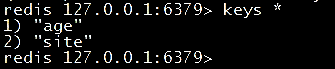 redis 127.0.0.1:6379> keys *
1) "age"
2) "site"
redis 127.0.0.1:6379>